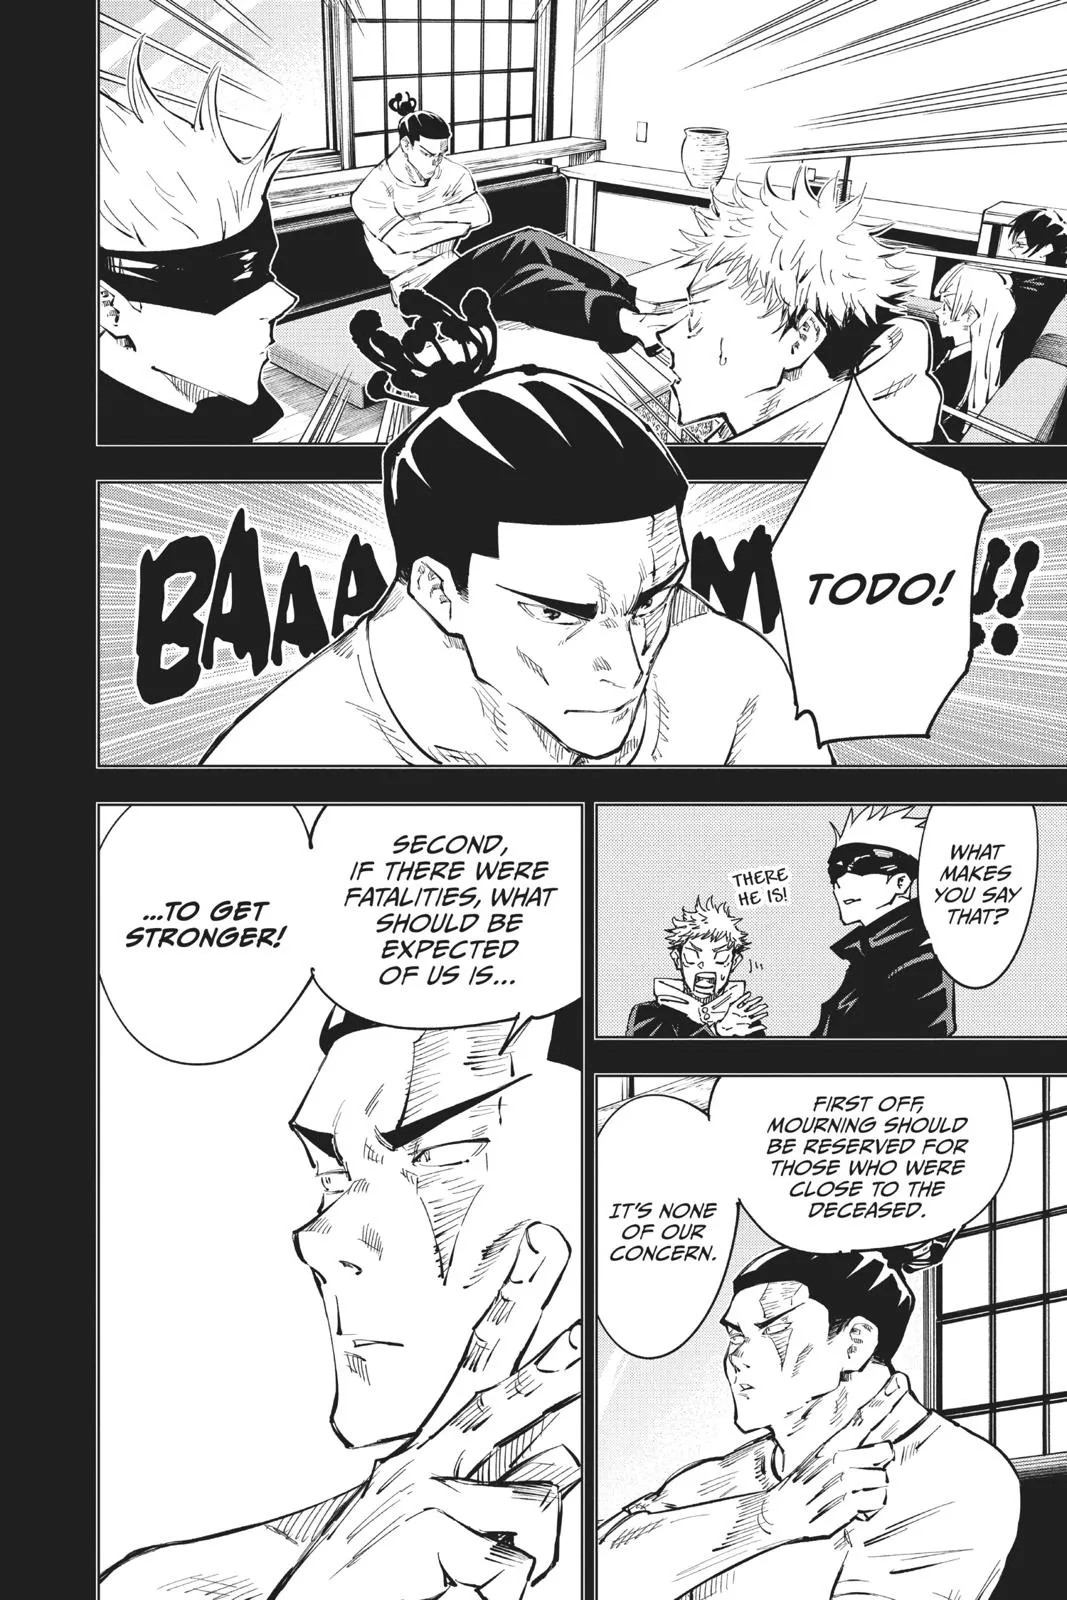 TODO!
BAAA M!!
WHAT
MAKES
YOU SAY
THAT?
THERE
HE IS!
FIRST OFF,
MOURNING SHOULD
BE RESERVED FOR
THOSE WHO WERE
CLOSE TO THE
DECEASED.
IT'S NONE
OF OUR
CONCERN.
SECOND,
IF THERE WERE
FATALITIES, WHAT
SHOULD BE
EXPECTED
OF US IS...
...TO GET
STRONGER!